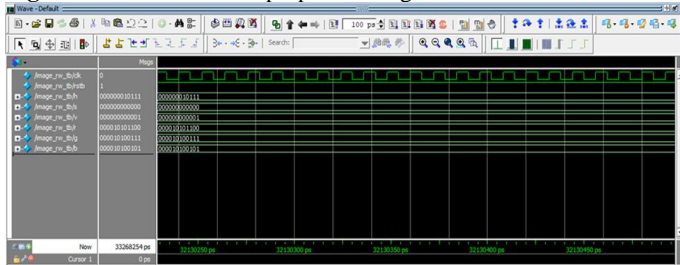 Wave - Default
100 ps
Search:
Msgs
/image_rw_tb/clk 0
/image_rw_tb/rstb 1
/image_rw_tb/h 000000010111 000000010111
/image_rw_tb/s 000000000000 000000000000
/image_rw_tb/v 000000000001 000000000001
/image_rw_tb/r 000010101100 000010101100
/image_rw_tb/g 000010100111 000010100111
/image_rw_tb/b 000010100101 000010100101
Now 33268254 ps 32130250 ps 32130300 ps 32130350 ps 32130400 ps 32130450 ps
Cursor 1 0 ps